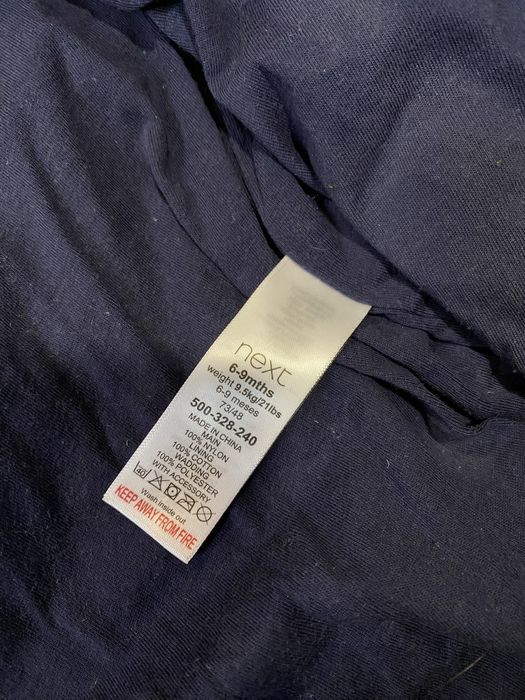 next
6-9mths
weight 9.5kg/21lbs
6-9 meses
73/48
500-328-240
MADE IN CHINA
MAIN
100% NYLON
LINING
100% COTTON
WADDING
100% POLYESTER
WITH ACCESSORY
40
Wash inside out
KEEP AWAY FROM FIRE